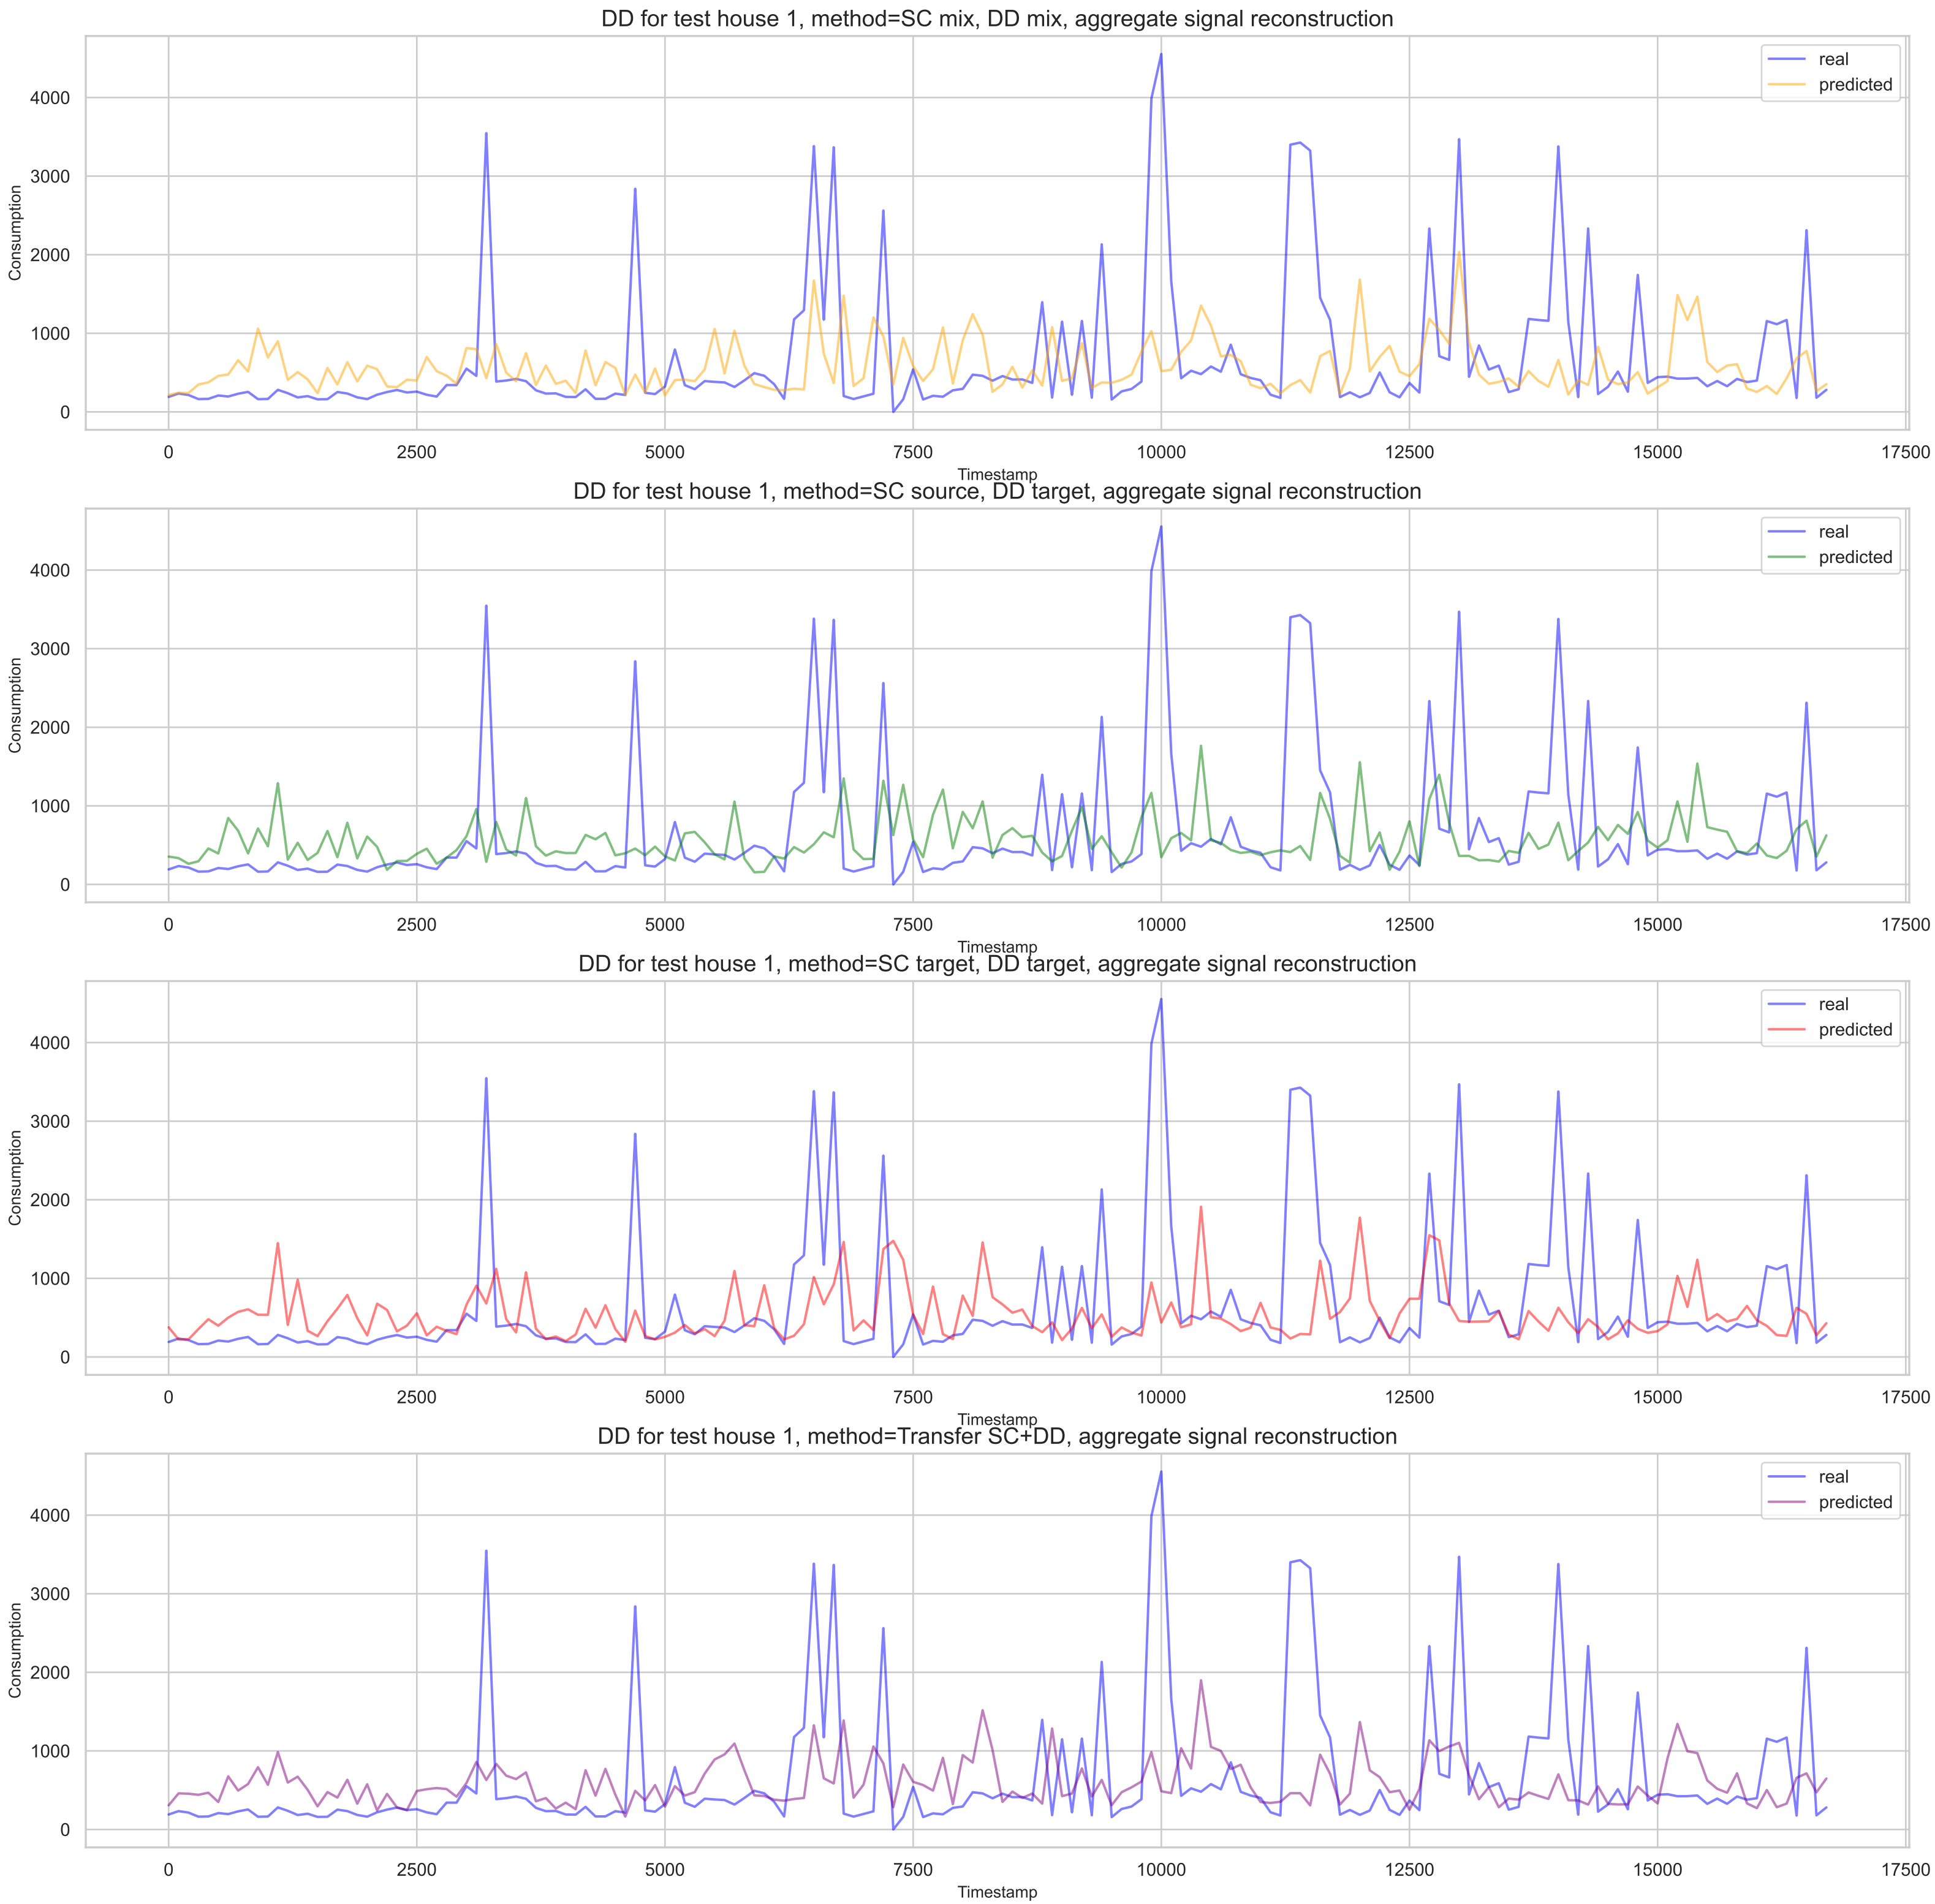 DD for test house 1, method=SC mix, DD mix, aggregate signal reconstruction
real
predicted
Consumption
4000
3000
2000
1000
0
0 2500 5000 7500 10000 12500 15000 17500
Timestamp
DD for test house 1, method=SC source, DD target, aggregate signal reconstruction
real
predicted
Consumption
4000
3000
2000
1000
0
0 2500 5000 7500 10000 12500 15000 17500
Timestamp
DD for test house 1, method=SC target, DD target, aggregate signal reconstruction
real
predicted
Consumption
4000
3000
2000
1000
0
0 2500 5000 7500 10000 12500 15000 17500
Timestamp
DD for test house 1, method=Transfer SC+DD, aggregate signal reconstruction
real
predicted
Consumption
4000
3000
2000
1000
0
0 2500 5000 7500 10000 12500 15000 17500
Timestamp